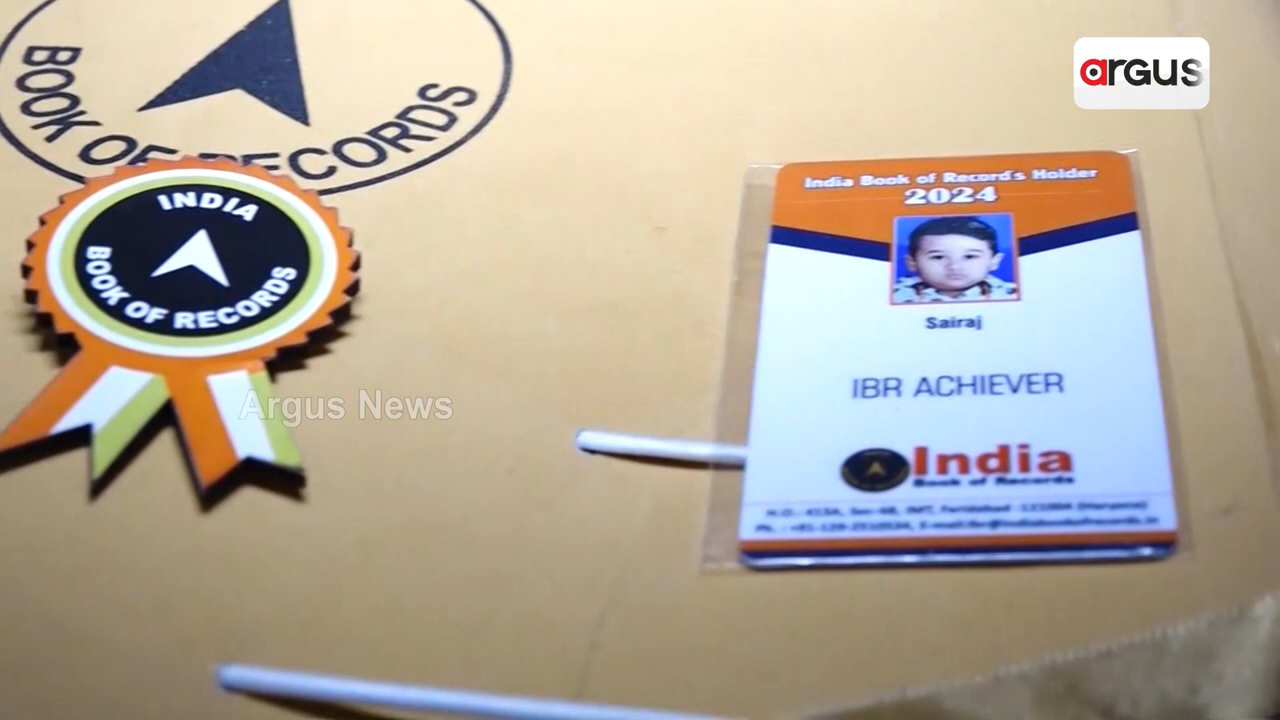 BOOK OF RECORDS
argus
INDIA
BOOK OF RECORDS
India Book of Record's Holder
2024
Sairaj
IBR ACHIEVER
India
Book of Records
Argus News